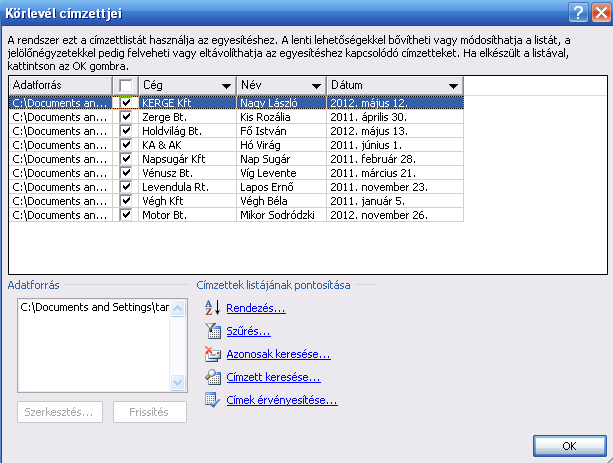 Körlevél címzettjei
A rendszer ezt a címzettlistát használja az egyesítéshez. A lenti lehetőségekkel bővítheti vagy módosíthatja a listát, a
jelölőnégyzetekkel pedig felveheti vagy eltávolíthatja az egyesítéshez kapcsolódó címzetteket. Ha elkészült a listával,
kattintson az OK gombra.
Adatforrás Cég Név Dátum
C:\Documents an... KERGE Kft Nagy László 2012. május 12.
C:\Documents an... Zerge Bt. Kis Rozália 2011. április 30.
C:\Documents an... Holdvilág Bt. Fő István 2012. május 13.
C:\Documents an... KA & AK Hó Virág 2011. június 1.
C:\Documents an... Napsugár Kft Nap Sugár 2011. február 28.
C:\Documents an... Vénusz Bt. Víg Levente 2011. március 21.
C:\Documents an... Levendula Rt. Lapos Ernő 2011. november 23.
C:\Documents an... Végh Kft Végh Béla 2011. január 5.
C:\Documents an... Motor Bt. Mikor Sodródzki 2012. november 26.
Adatforrás
C:\Documents and Settings\tar
Szerkesztés... Frissítés
Címzettek listájának pontosítása
Rendezés...
Szűrés...
Azonosak keresése...
Címzett keresése...
Címek érvényesítése...
OK